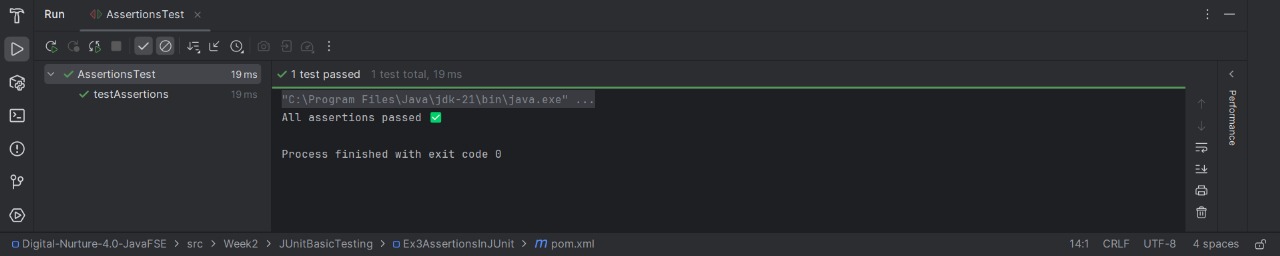 Run AssertionsTest
AssertionsTest 19 ms
testAssertions 19 ms
1 test passed 1 test total, 19 ms
"C:\Program Files\Java\jdk-21\bin\java.exe" ...
All assertions passed ✅
Process finished with exit code 0
Performance
Digital-Nurture-4.0-JavaFSE > src > Week2 > JUnitBasicTesting > Ex3AssertionsInJUnit > m pom.xml 14:1 CRLF UTF-8 4 spaces